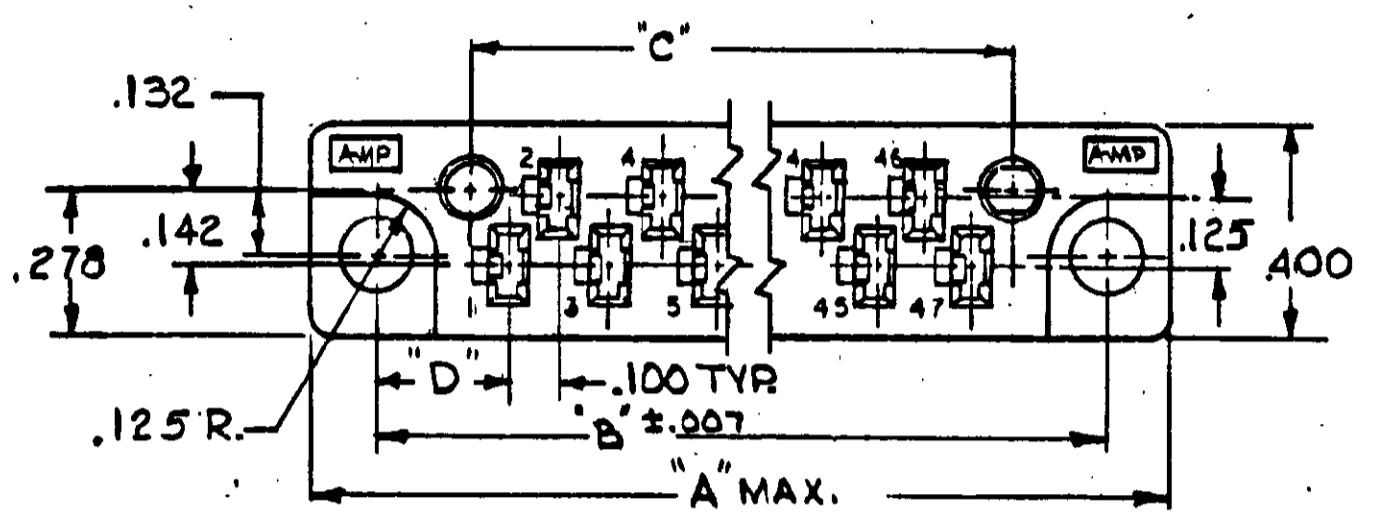 "C"
.132
AMP
2
4
4
46
AMP
.142
.125
.278
.400
1
3
5
45
47
"D"
.100 TYP.
.125 R.
"B" ±.007
"A" MAX.